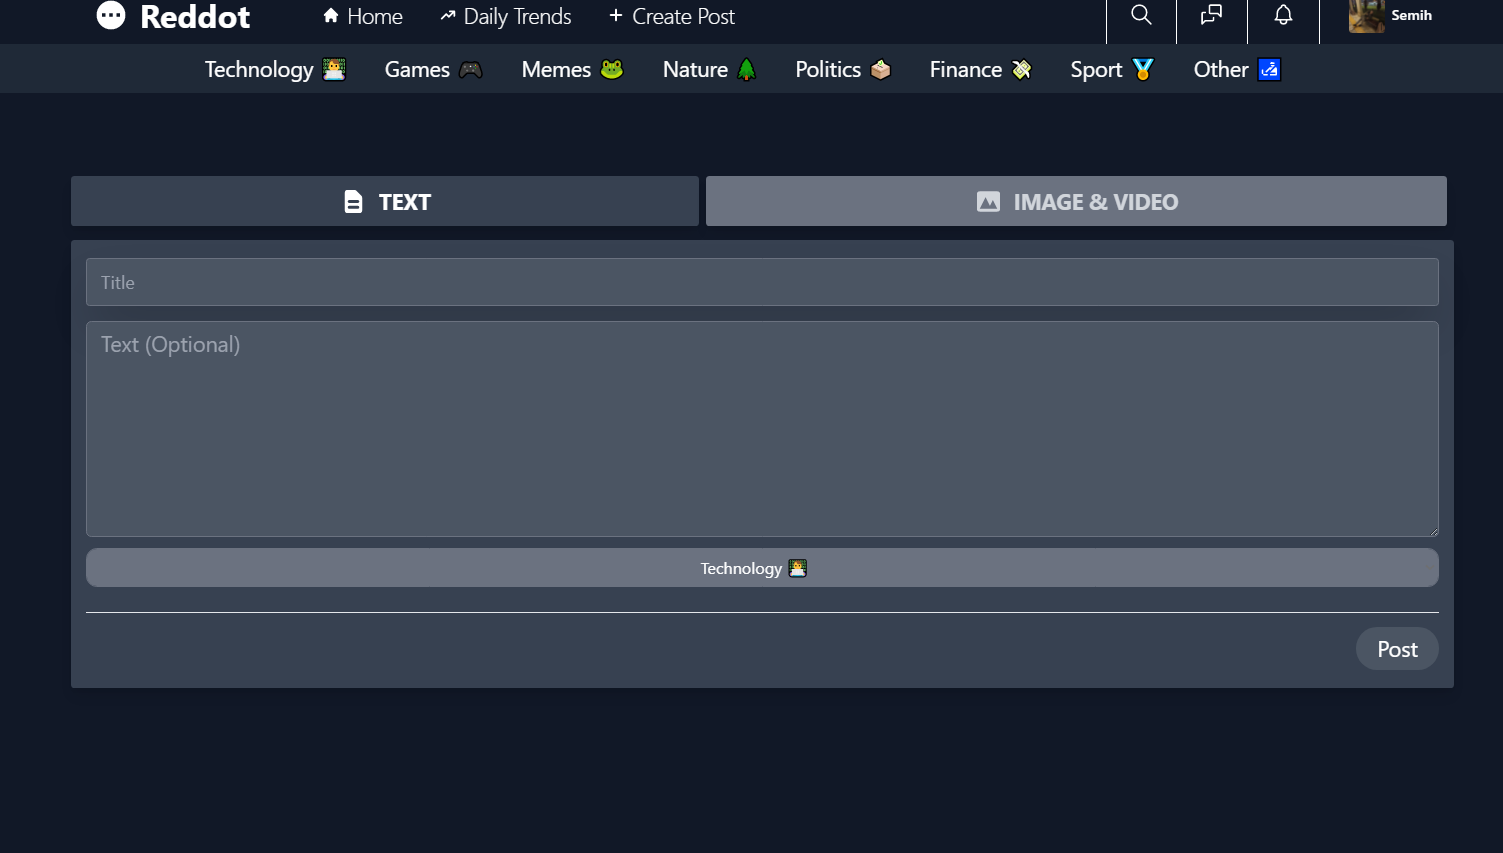 Reddot Home Daily Trends Create Post Semih
Technology Games Memes Nature Politics Finance Sport Other
TEXT IMAGE & VIDEO
Title
Text (Optional)
Technology
Post